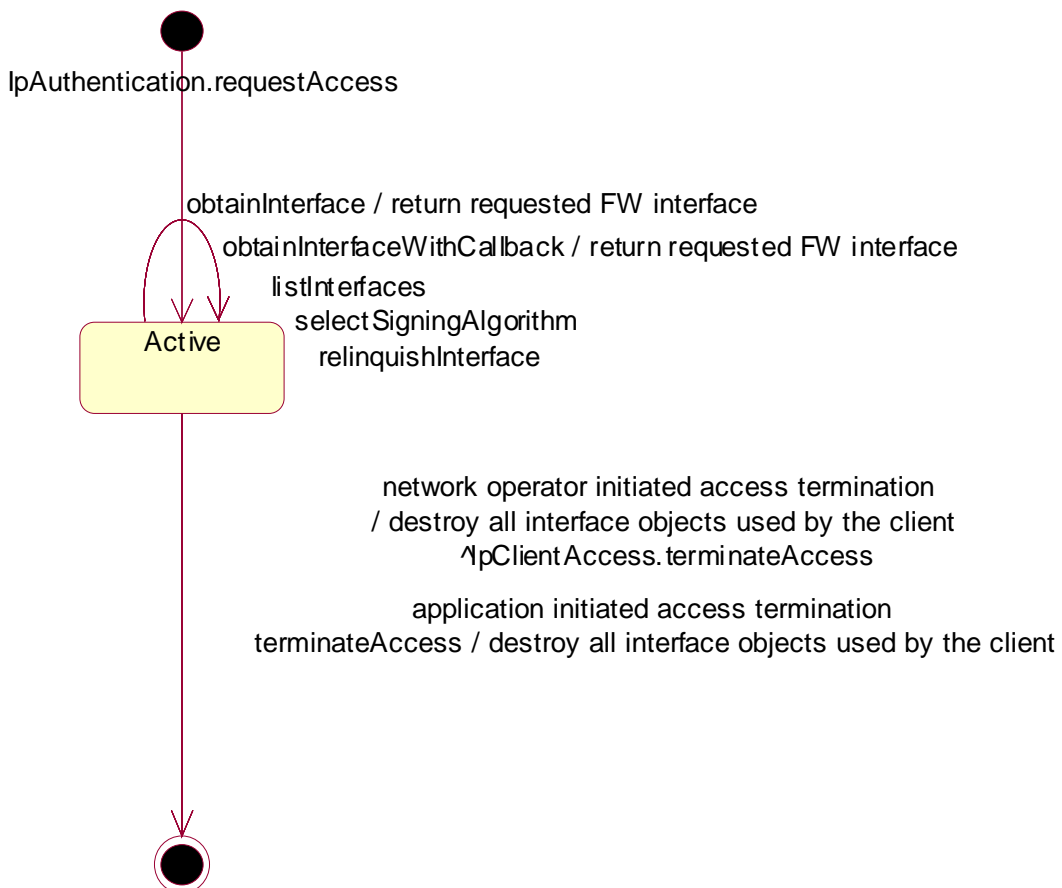 IpAuthentication.requestAccess
obtainInterface / return requested FW interface
obtainInterfaceWithCallback / return requested FW interface
listInterfaces
selectSigningAlgorithm
Active
relinquishInterface
network operator initiated access termination
/ destroy all interface objects used by the client
^IpClientAccess.terminateAccess
application initiated access termination
terminateAccess / destroy all interface objects used by the client